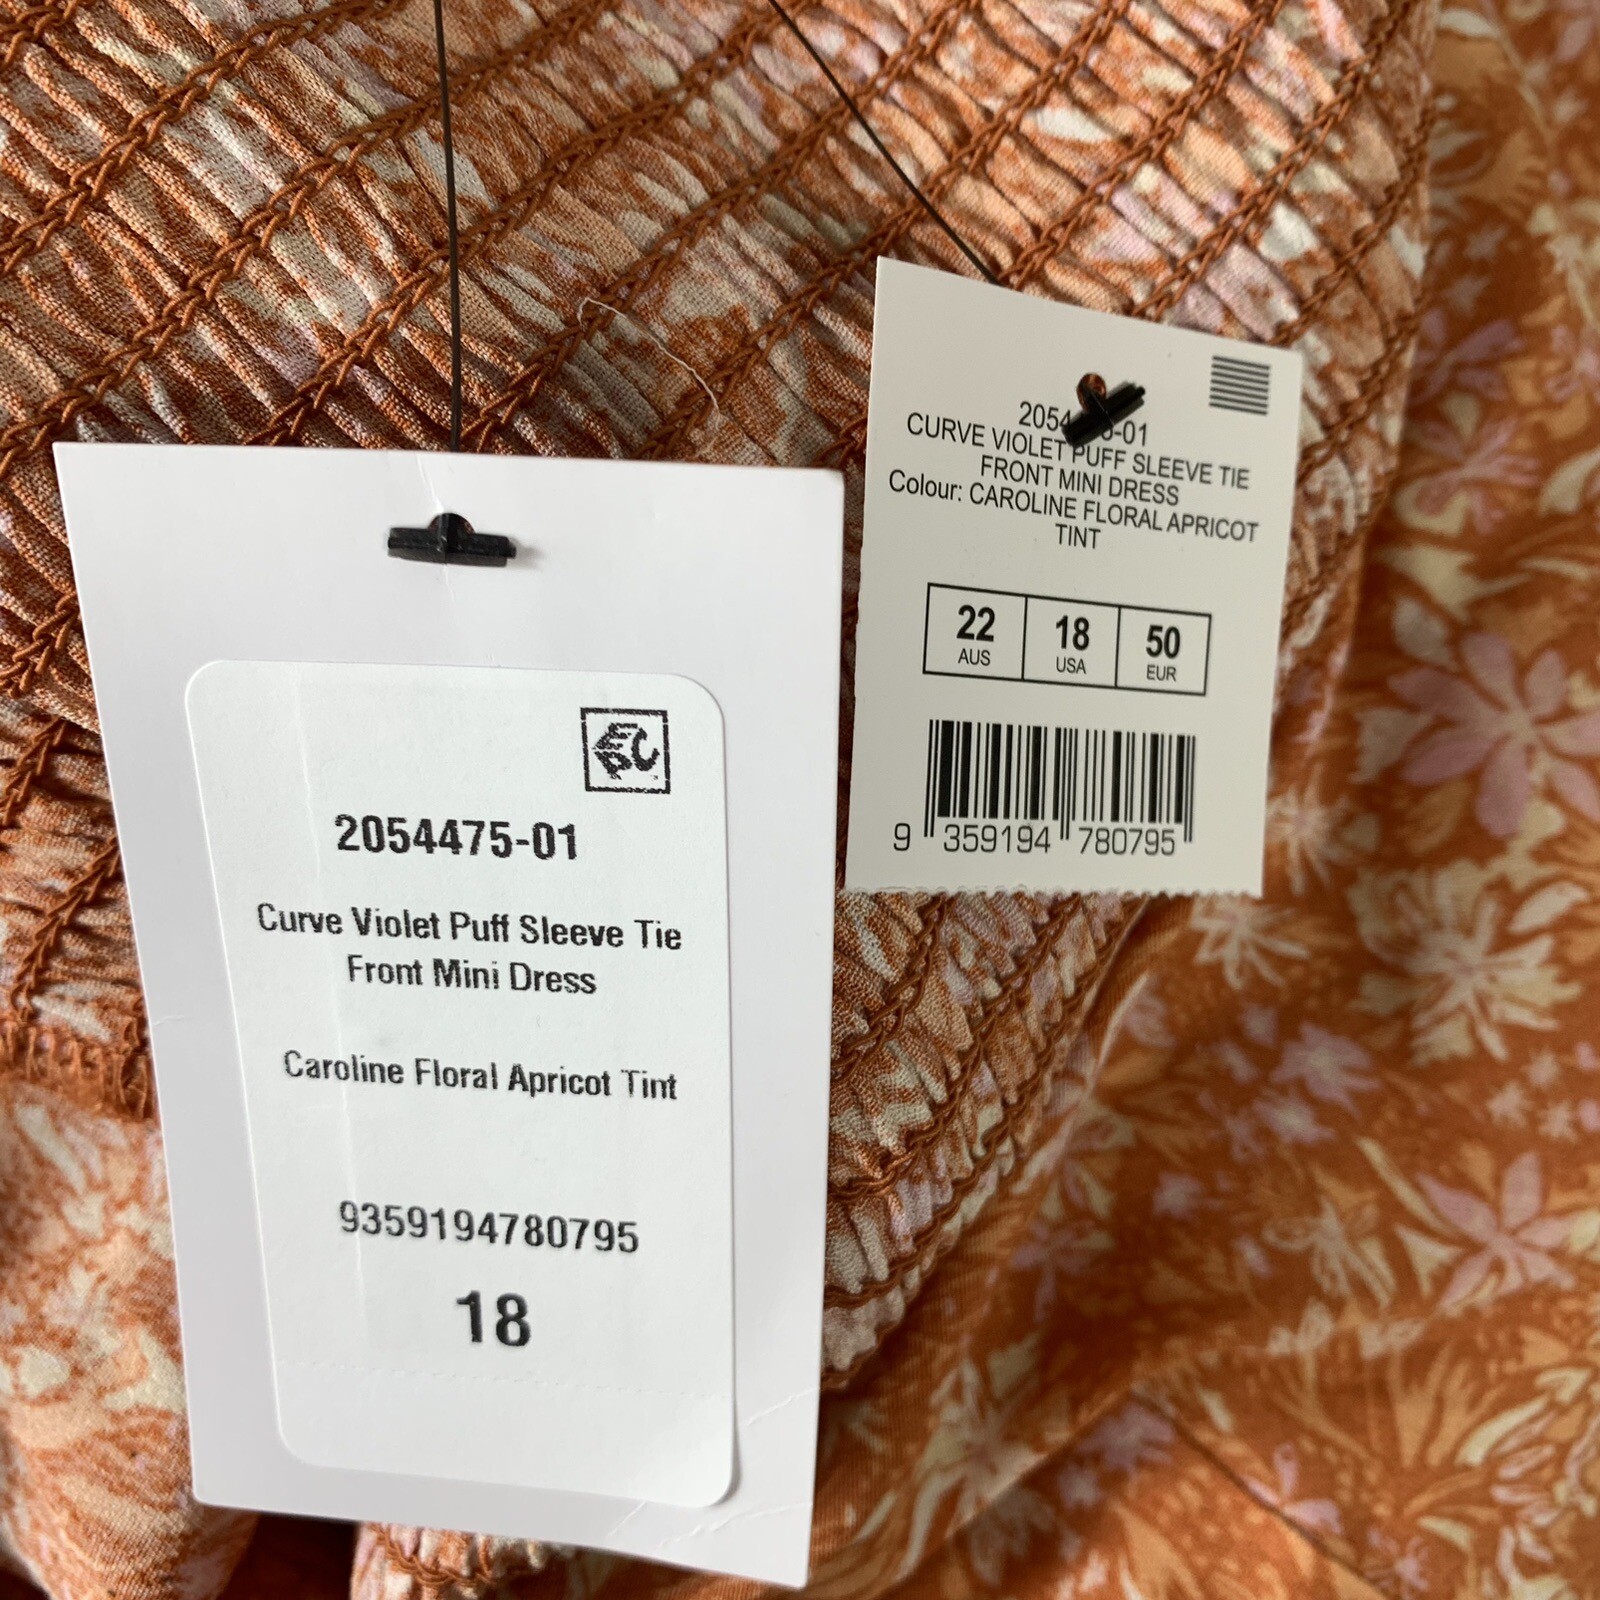 2054475-01
Curve Violet Puff Sleeve Tie
Front Mini Dress
Caroline Floral Apricot Tint
9359194780795
18
CURVE VIOLET PUFF SLEEVE TIE
FRONT MINI DRESS
Colour: CAROLINE FLORAL APRICOT
TINT
22 18 50
AUS USA EUR
9 359194 780795